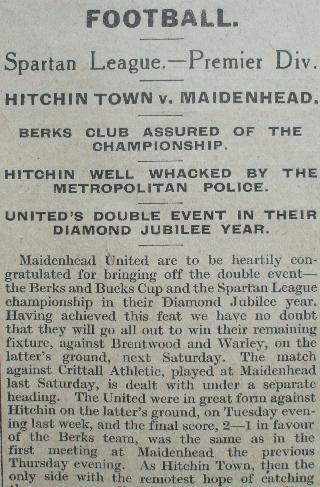 FOOTBALL.
Spartan League.—Premier Div.
HITCHIN TOWN v. MAIDENHEAD.
BERKS CLUB ASSURED OF THE
CHAMPIONSHIP.
HITCHIN WELL WHACKED BY THE
METROPOLITAN POLICE.
UNITED'S DOUBLE EVENT IN THEIR
DIAMOND JUBILEE YEAR.
Maidenhead United are to be heartily con-
gratulated for bringing off the double event—
the Berks and Bucks Cup and the Spartan League
championship in their Diamond Jubilee year.
Having achieved this feat we have no doubt
that they will go all out to win their remaining
fixture, against Brentwood and Warley, on the
latter's ground, next Saturday. The match
against Crittall Athletic, played at Maidenhead
last Saturday, is dealt with under a separate
heading. The United were in great form against
Hitchin on the latter's ground, on Tuesday even-
ing last week, and the final score, 2—1 in favour
of the Berks team, was the same as in the
first meeting at Maidenhead the previous
Thursday evening. As Hitchin Town, then the
only side with the remotest hope of catching